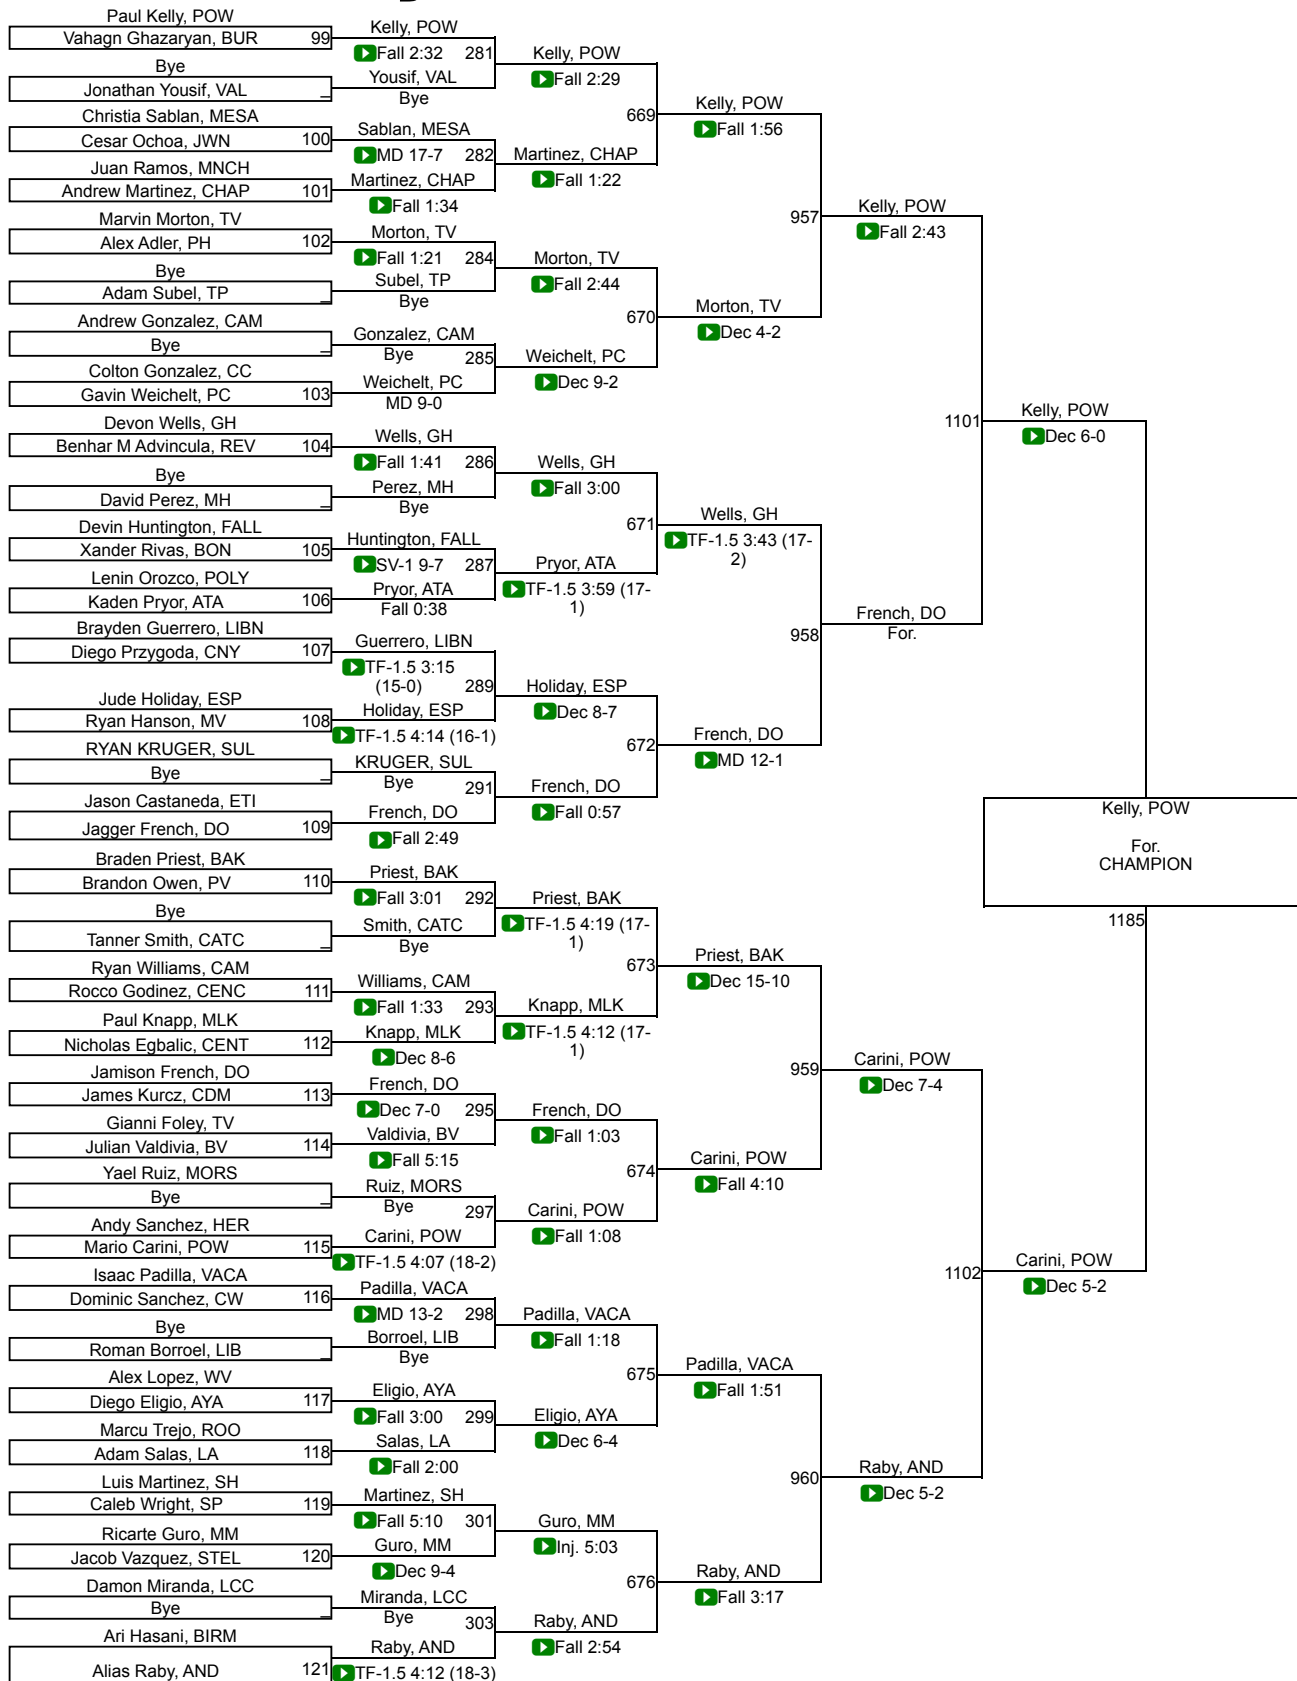 Paul Kelly, POW
Vahagn Ghazaryan, BUR 99
Bye
Jonathan Yousif, VAL _
Christia Sablan, MESA
Cesar Ochoa, JWN 100
Juan Ramos, MNCH
Andrew Martinez, CHAP 101
Marvin Morton, TV
Alex Adler, PH 102
Bye
Adam Subel, TP _
Andrew Gonzalez, CAM
Bye _
Colton Gonzalez, CC
Gavin Weichelt, PC 103
Devon Wells, GH
Benhar M Advincula, REV 104
Bye
David Perez, MH _
Devin Huntington, FALL
Xander Rivas, BON 105
Lenin Orozco, POLY
Kaden Pryor, ATA 106
Brayden Guerrero, LIBN
Diego Przygoda, CNY 107
Jude Holiday, ESP
Ryan Hanson, MV 108
RYAN KRUGER, SUL
Bye _
Jason Castaneda, ETI
Jagger French, DO 109
Braden Priest, BAK
Brandon Owen, PV 110
Bye
Tanner Smith, CATC _
Ryan Williams, CAM
Rocco Godinez, CENC 111
Paul Knapp, MLK
Nicholas Egbalic, CENT 112
Jamison French, DO
James Kurcz, CDM 113
Gianni Foley, TV
Julian Valdivia, BV 114
Yael Ruiz, MORS
Bye _
Andy Sanchez, HER
Mario Carini, POW 115
Isaac Padilla, VACA
Dominic Sanchez, CW 116
Bye
Roman Borroel, LIB _
Alex Lopez, WV
Diego Eligio, AYA 117
Marcu Trejo, ROO
Adam Salas, LA 118
Luis Martinez, SH
Caleb Wright, SP 119
Ricarte Guro, MM
Jacob Vazquez, STEL 120
Damon Miranda, LCC
Bye _
Ari Hasani, BIRM
Alias Raby, AND 121
Kelly, POW
Fall 2:32 281
Yousif, VAL
Bye
Sablan, MESA
MD 17-7 282
Martinez, CHAP
Fall 1:34
Morton, TV
Fall 1:21 284
Subel, TP
Bye
Gonzalez, CAM
Bye 285
Weichelt, PC
MD 9-0
Wells, GH
Fall 1:41 286
Perez, MH
Bye
Huntington, FALL
SV-1 9-7 287
Pryor, ATA
Fall 0:38
Guerrero, LIBN
TF-1.5 3:15
(15-0) 289
Holiday, ESP
TF-1.5 4:14 (16-1)
KRUGER, SUL
Bye 291
French, DO
Fall 2:49
Priest, BAK
Fall 3:01 292
Smith, CATC
Bye
Williams, CAM
Fall 1:33 293
Knapp, MLK
Dec 8-6
French, DO
Dec 7-0 295
Valdivia, BV
Fall 5:15
Ruiz, MORS
Bye 297
Carini, POW
TF-1.5 4:07 (18-2)
Padilla, VACA
MD 13-2 298
Borroel, LIB
Bye
Eligio, AYA
Fall 3:00 299
Salas, LA
Fall 2:00
Martinez, SH
Fall 5:10 301
Guro, MM
Dec 9-4
Miranda, LCC
Bye 303
Raby, AND
TF-1.5 4:12 (18-3)
Kelly, POW
Fall 2:29
669
Martinez, CHAP
Fall 1:22
Morton, TV
Fall 2:44
670
Weichelt, PC
Dec 9-2
Wells, GH
Fall 3:00
671
Pryor, ATA
TF-1.5 3:59 (17-
1)
Holiday, ESP
Dec 8-7
672
French, DO
Fall 0:57
Priest, BAK
TF-1.5 4:19 (17-
1)
673
Knapp, MLK
TF-1.5 4:12 (17-
1)
French, DO
Fall 1:03
674
Carini, POW
Fall 1:08
Padilla, VACA
Fall 1:18
675
Eligio, AYA
Dec 6-4
Guro, MM
Inj. 5:03
676
Raby, AND
Fall 2:54
Kelly, POW
Fall 1:56
957
Morton, TV
Dec 4-2
Wells, GH
TF-1.5 3:43 (17-
2)
958
French, DO
MD 12-1
Priest, BAK
Dec 15-10
959
Carini, POW
Fall 4:10
Padilla, VACA
Fall 1:51
960
Raby, AND
Fall 3:17
Kelly, POW
Fall 2:43
1101
French, DO
For.
Carini, POW
Dec 7-4
1102
Raby, AND
Dec 5-2
Kelly, POW
Dec 6-0
Carini, POW
Dec 5-2
Kelly, POW
For.
CHAMPION
1185